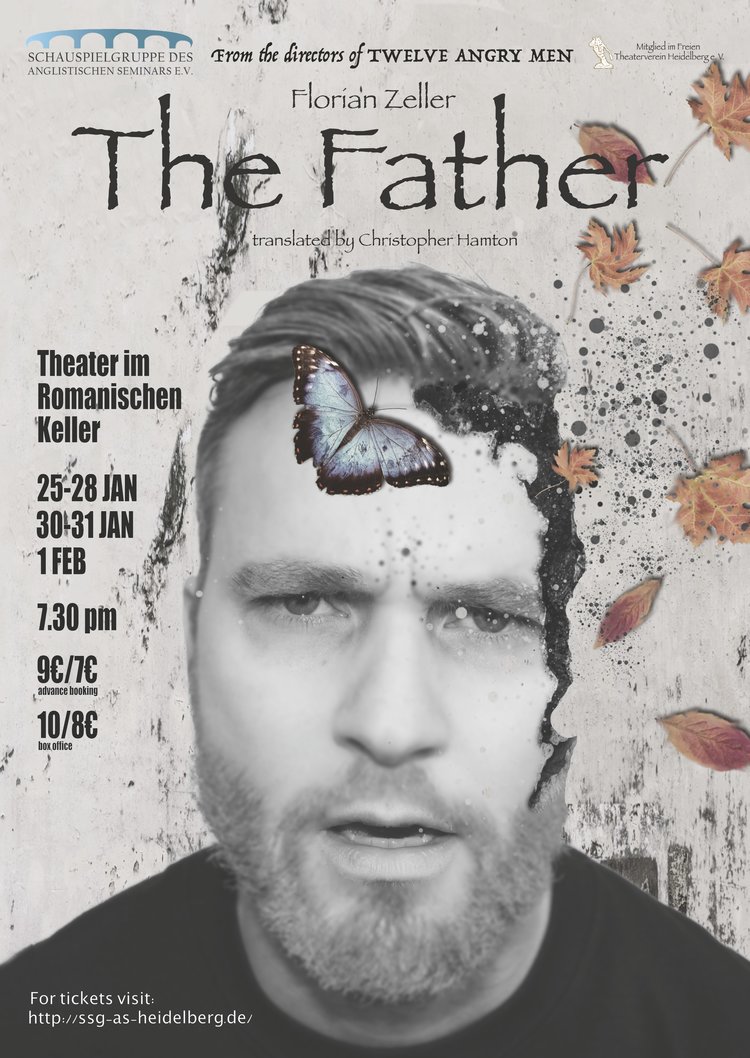 SCHAUSPIELGRUPPE DES
ANGLISTISCHEN SEMINARS E.V.
From the directors of TWELVE ANGRY MEN
Mitglied im Freien
Theaterverein Heidelberg e. V.
Florian Zeller
The Father
translated by Christopher Hamton
Theater im
Romanischen
Keller
25-28 JAN
30-31 JAN
1 FEB
7.30 pm
9€/7€
advance booking
10/8€
box office
For tickets visit:
http://ssg-as-heidelberg.de/